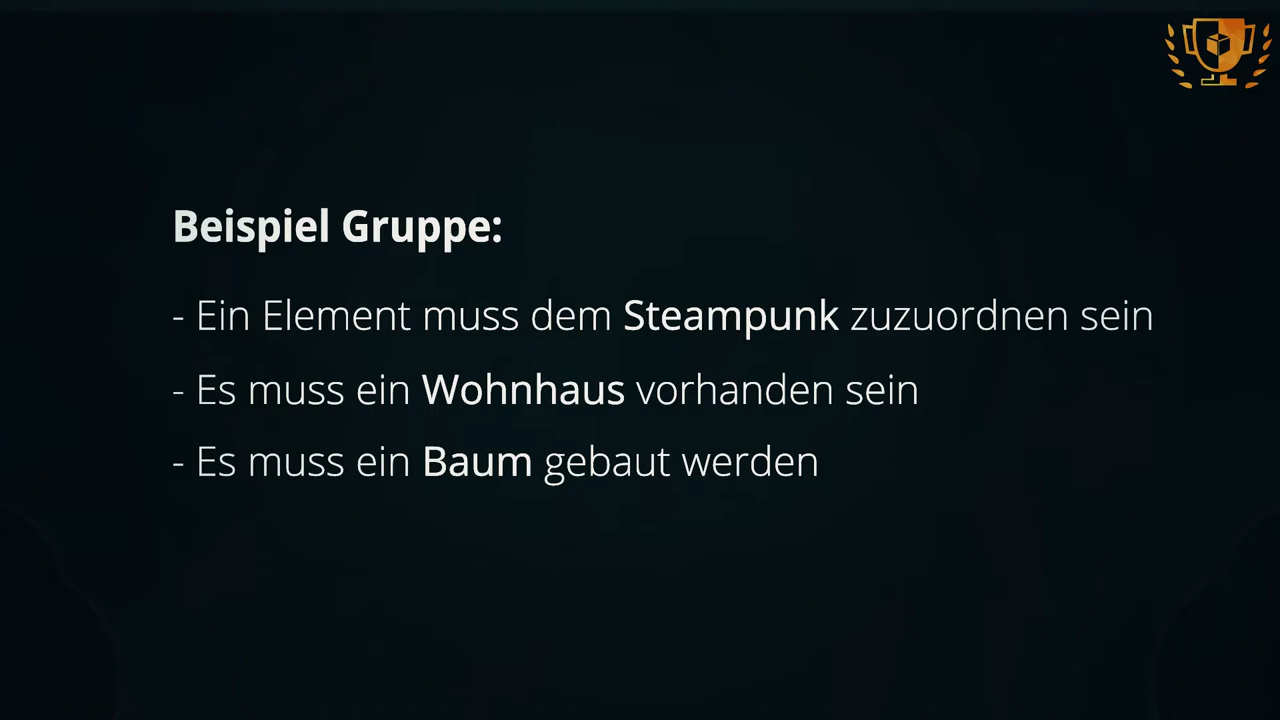 Beispiel Gruppe:
- Ein Element muss dem Steampunk zuzuordnen sein
- Es muss ein Wohnhaus vorhanden sein
- Es muss ein Baum gebaut werden